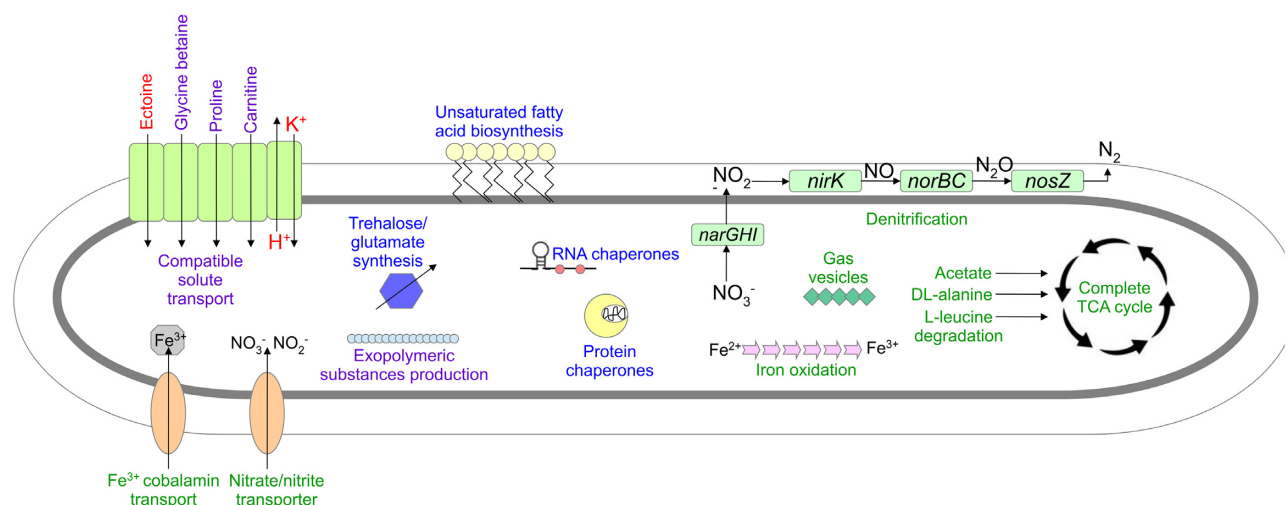 Ectoine
Glycine betaine
Proline
Carnitine
K⁺
H⁺
Compatible
solute
transport
Unsaturated fatty
acid biosynthesis
Trehalose/
glutamate
synthesis
RNA chaperones
Exopolymeric
substances production
Protein
chaperones
NO₂⁻
nirK
NO
norBC
N₂O
nosZ
N₂
Denitrification
narGHI
NO₃⁻
Gas
vesicles
Fe²⁺
Fe³⁺
Iron oxidation
Acetate
DL-alanine
L-leucine
degradation
Complete
TCA cycle
Fe³⁺
NO₃⁻ NO₂⁻
Fe³⁺ cobalamin
transport
Nitrate/nitrite
transporter